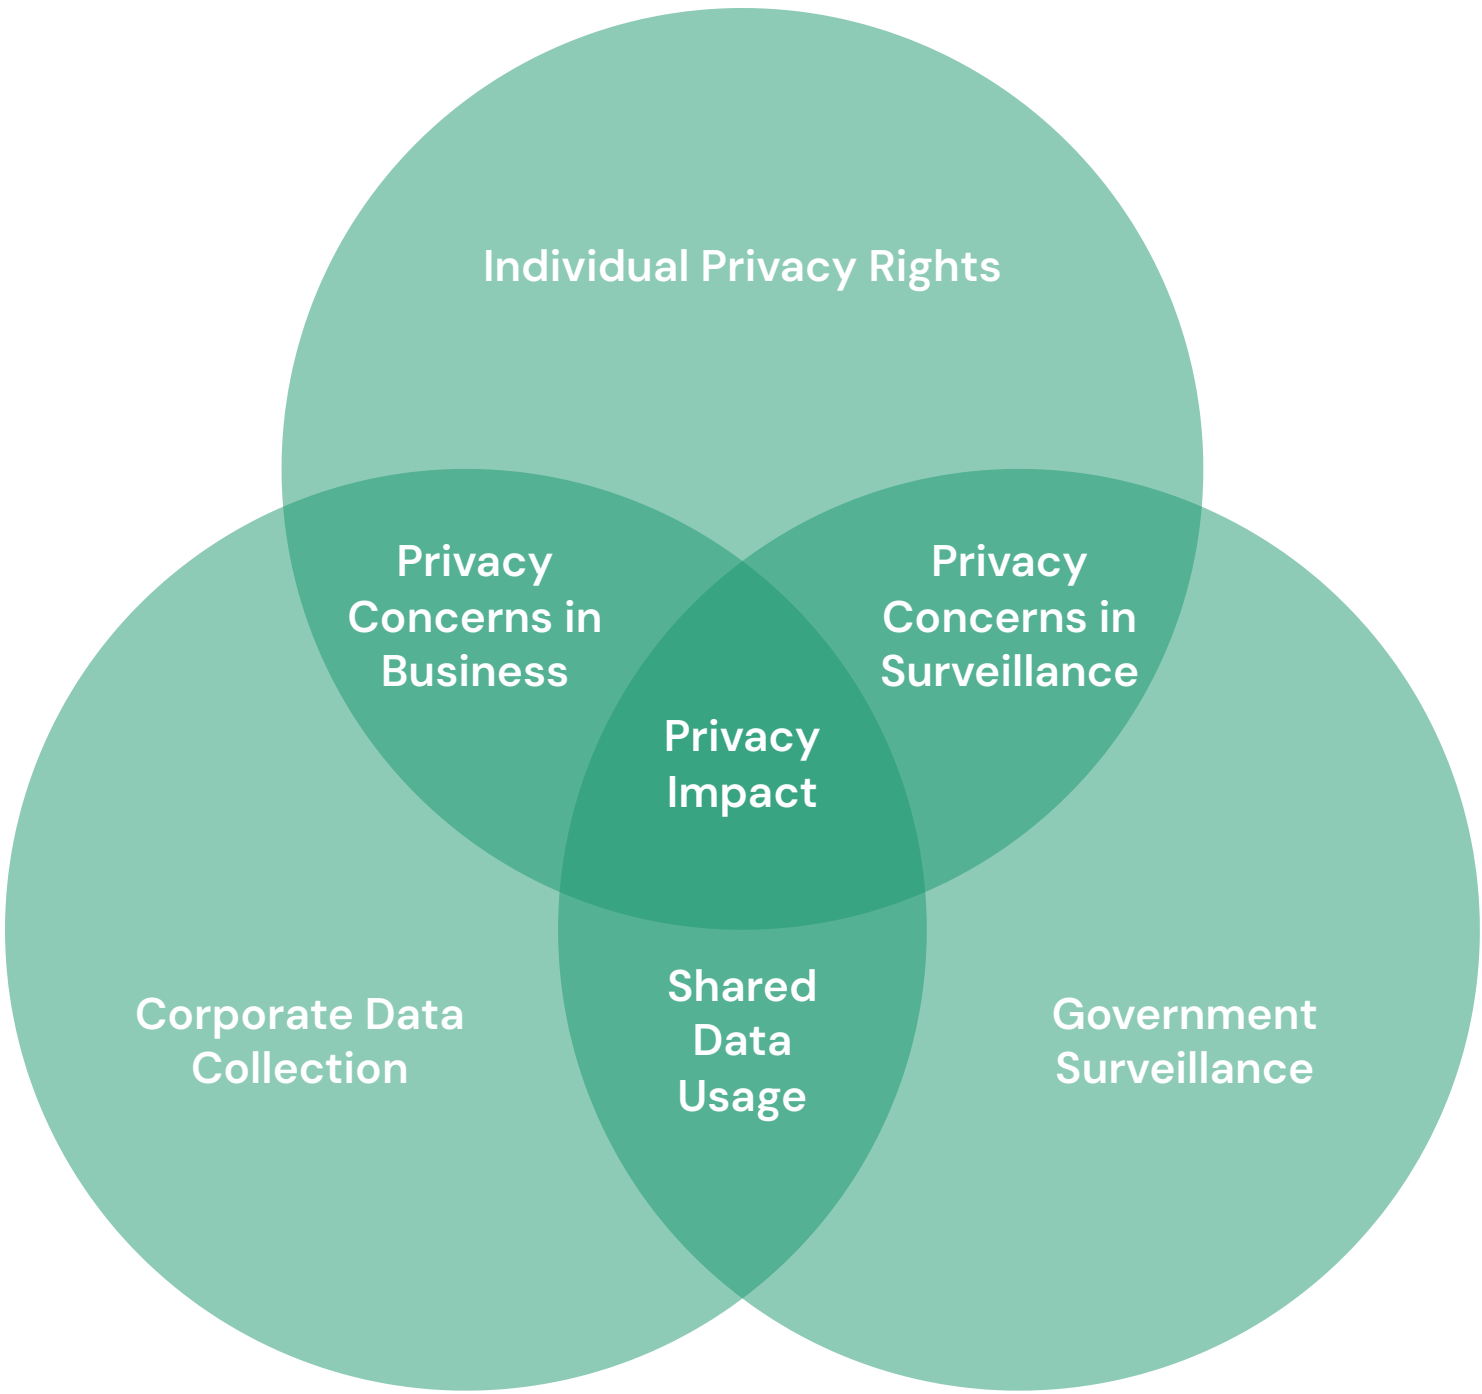 Individual Privacy Rights
Privacy
Concerns in
Business
Privacy
Concerns in
Surveillance
Privacy
Impact
Corporate Data
Collection
Shared
Data
Usage
Government
Surveillance